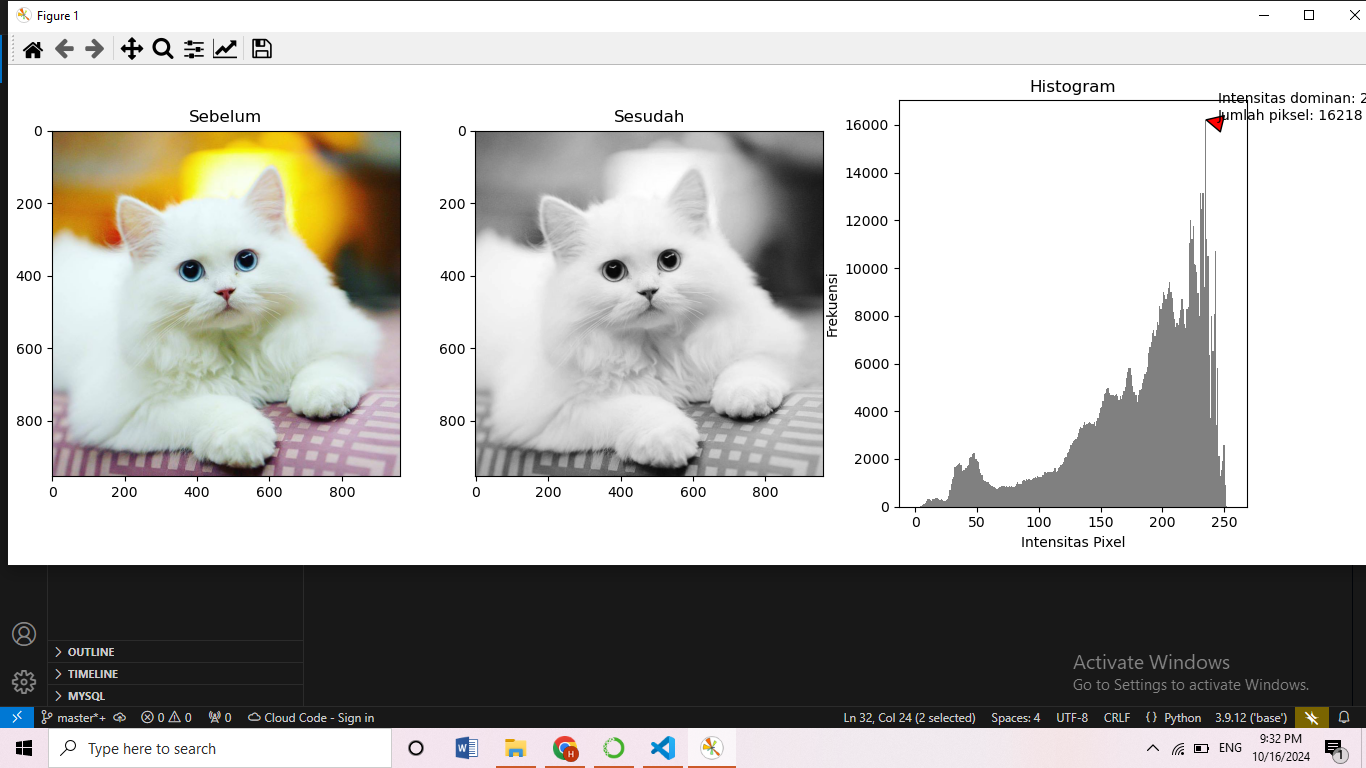 Figure 1
Sebelum
0
200
400
600
800
0
200
400
600
800
Sesudah
0
200
400
600
800
0
200
400
600
800
Histogram
Intensitas dominan: 2
Jumlah piksel: 16218
16000
14000
12000
10000
8000
6000
4000
2000
0
Frekuensi
0
50
100
150
200
250
Intensitas Pixel
OUTLINE
TIMELINE
MYSQL
Activate Windows
Go to Settings to activate Windows.
master*+ 0 0 0 Cloud Code - Sign in Ln 32, Col 24 (2 selected) Spaces: 4 UTF-8 CRLF { } Python 3.9.12 ('base')
Type here to search
W
H
ENG
9:32 PM
10/16/2024
1